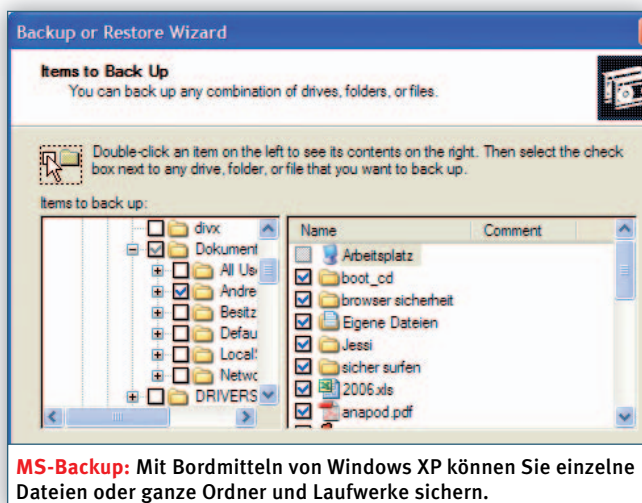 Backup or Restore Wizard
Items to Back Up
You can back up any combination of drives, folders, or files.
Double-click an item on the left to see its contents on the right. Then select the check
box next to any drive, folder, or file that you want to back up.
Items to back up:
divx
Dokument
All Use
Andre
Besitz
Defau
Local
Netwo
DRIVERS
Name Comment
Arbeitsplatz
boot_cd
browser sicherheit
Eigene Dateien
Jessi
sicher surfen
2006.xls
anapod.pdf
MS-Backup: Mit Bordmitteln von Windows XP können Sie einzelne
Dateien oder ganze Ordner und Laufwerke sichern.